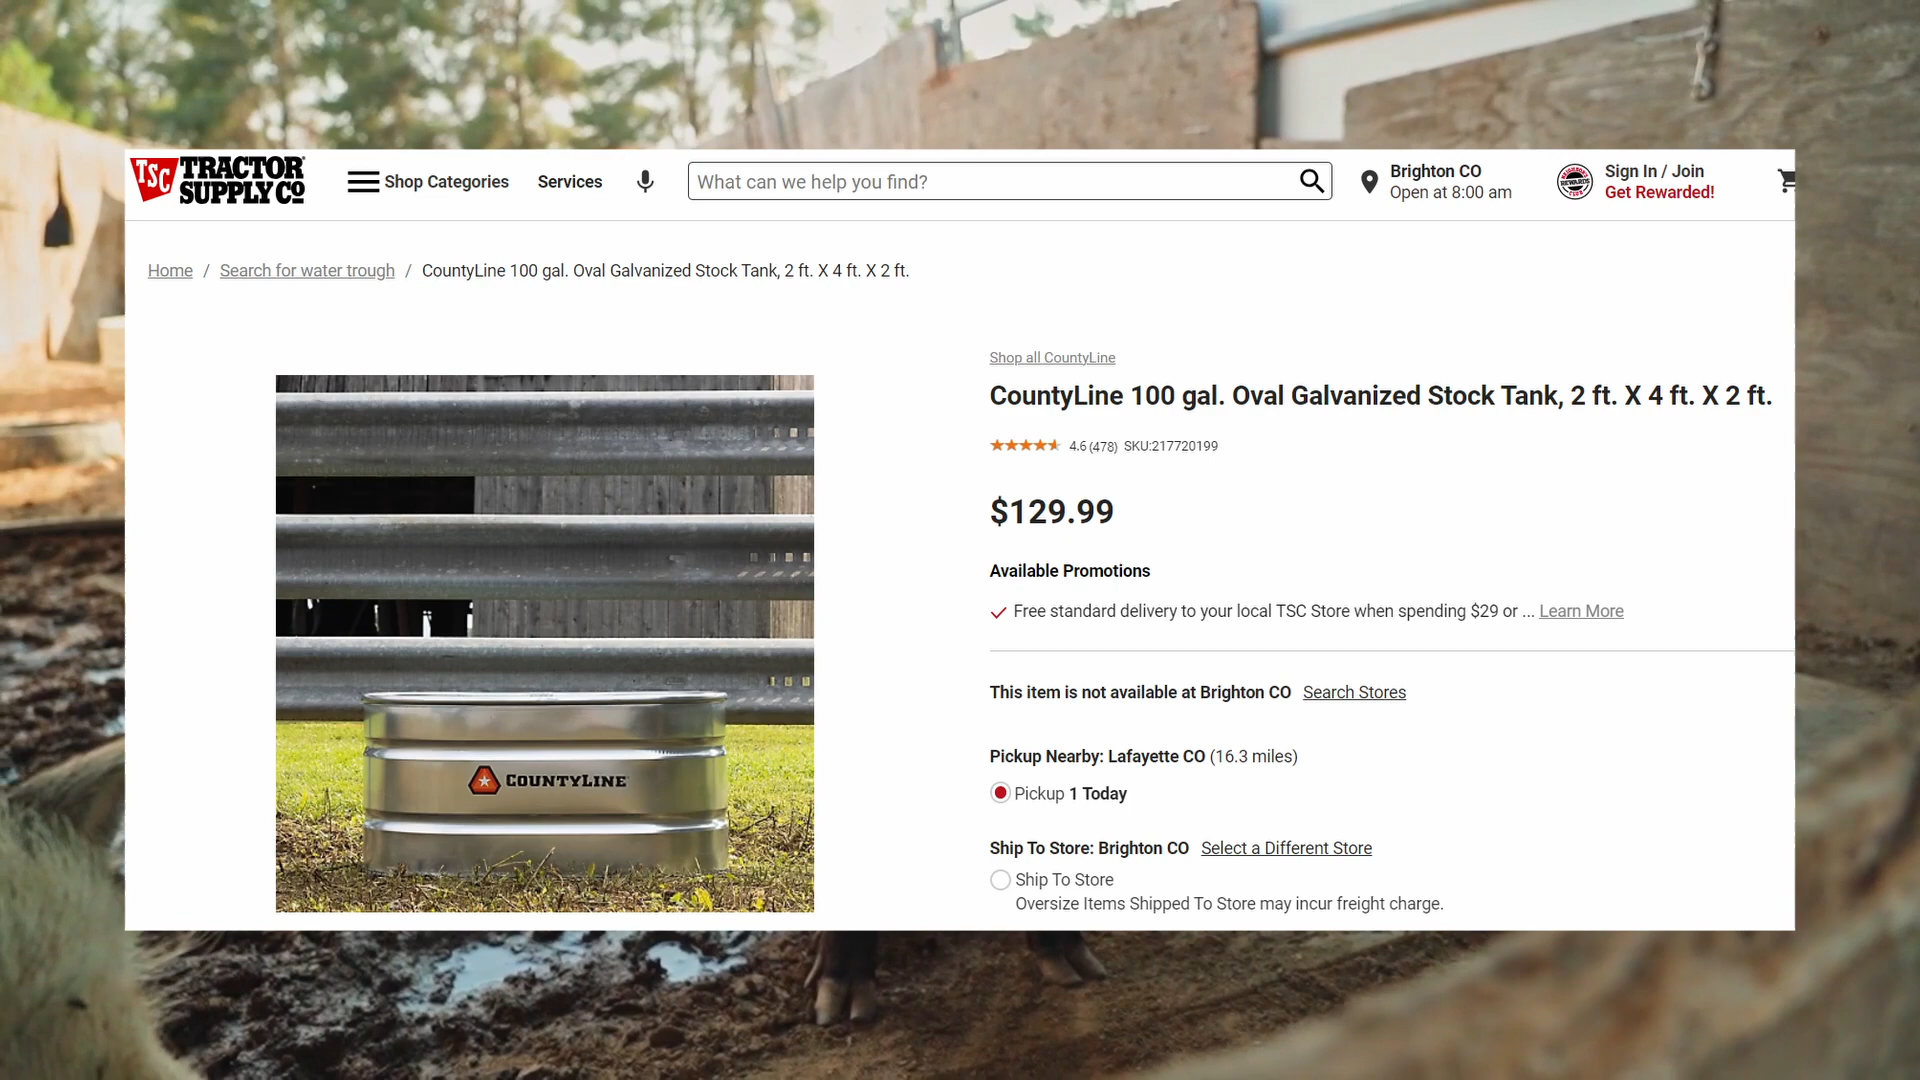 TSC TRACTOR
SUPPLY CO
Shop Categories
Services
What can we help you find?
Brighton CO
Open at 8:00 am
NEIGHBOR'S
REWARDS
CLUB
Sign In / Join
Get Rewarded!
Home / Search for water trough / CountyLine 100 gal. Oval Galvanized Stock Tank, 2 ft. X 4 ft. X 2 ft.
COUNTYLINE
Shop all CountyLine
CountyLine 100 gal. Oval Galvanized Stock Tank, 2 ft. X 4 ft. X 2 ft.
4.6 (478) SKU:217720199
$129.99
Available Promotions
Free standard delivery to your local TSC Store when spending $29 or ... Learn More
This item is not available at Brighton CO Search Stores
Pickup Nearby: Lafayette CO (16.3 miles)
Pickup 1 Today
Ship To Store: Brighton CO Select a Different Store
Ship To Store
Oversize Items Shipped To Store may incur freight charge.